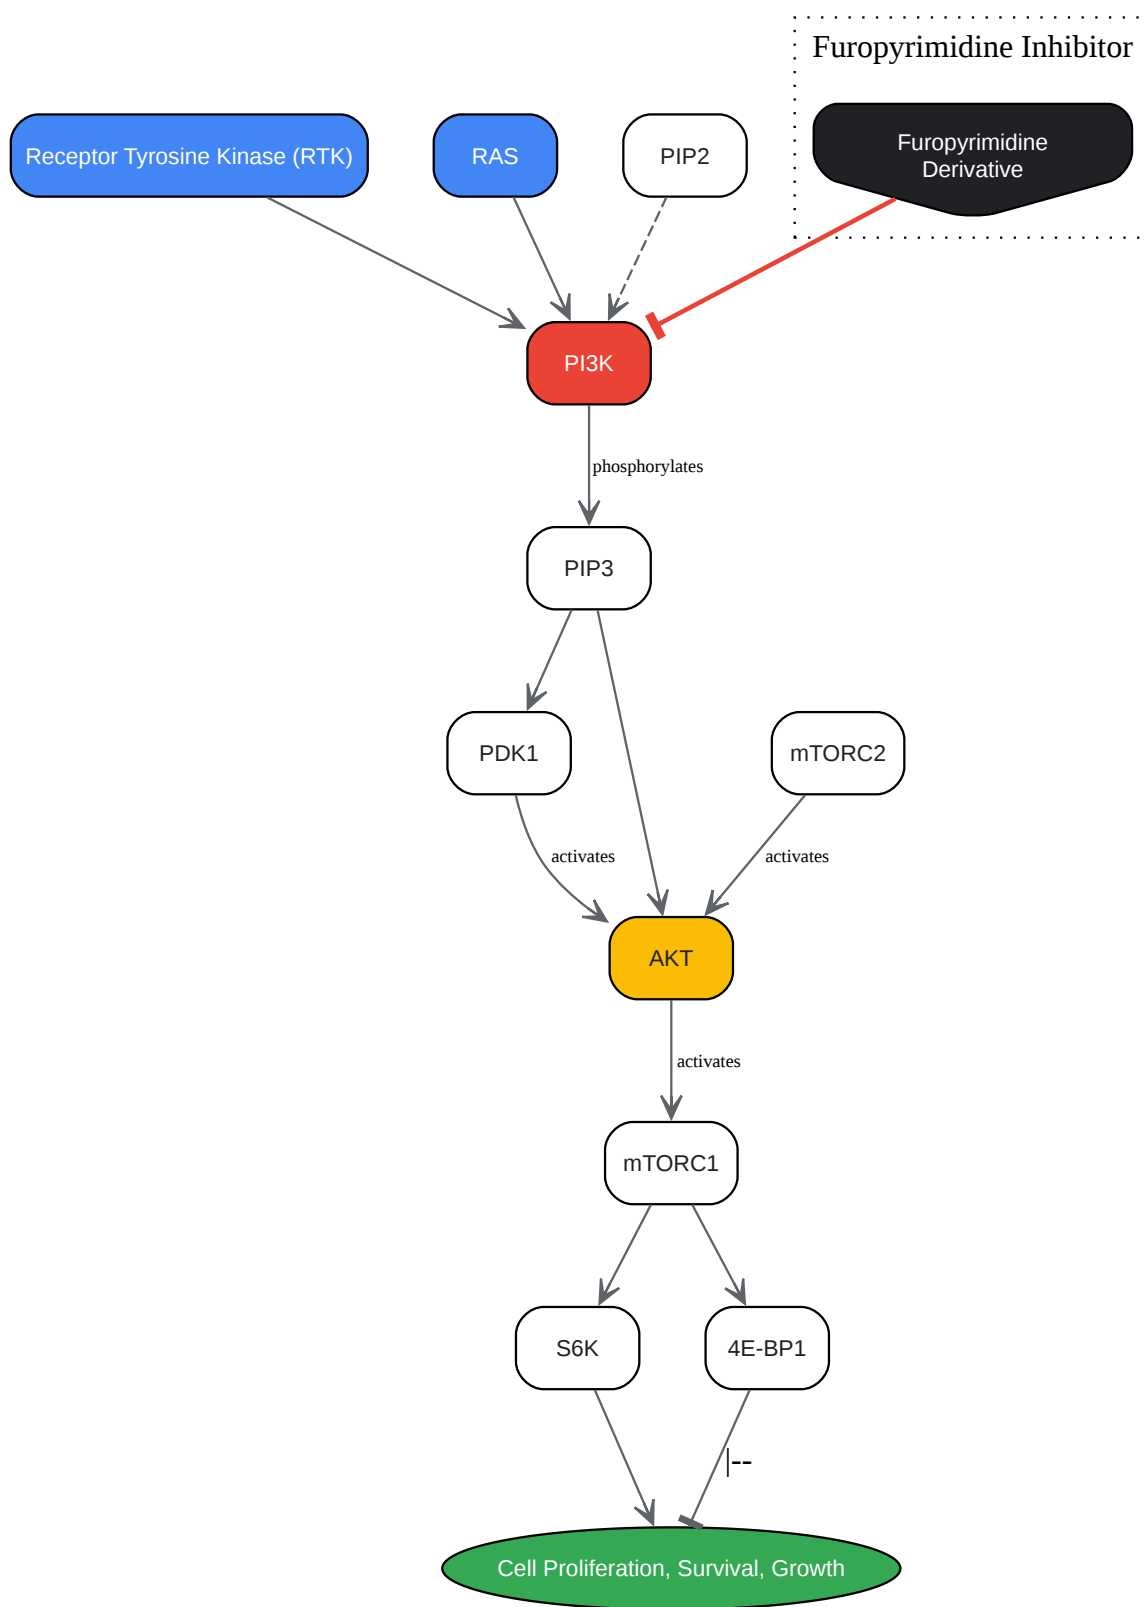 Furopyrimidine Inhibitor
Receptor Tyrosine Kinase (RTK)
RAS
PIP2
Furopyrimidine
Derivative
PI3K
phosphorylates
PIP3
PDK1
mTORC2
activates
activates
AKT
activates
mTORC1
S6K
4E-BP1
|--
Cell Proliferation, Survival, Growth